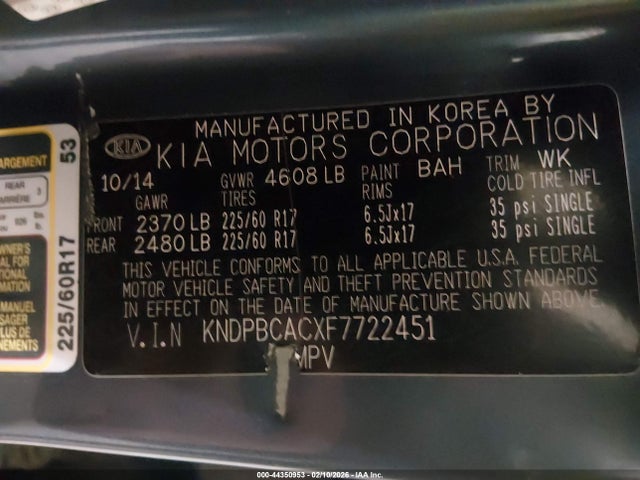 MANUFACTURED IN KOREA BY
KIA KIA MOTORS CORPORATION
10/14 GVWR 4608 LB PAINT BAH TRIM WK
GAWR TIRES RIMS COLD TIRE INFL
FRONT 2370 LB 225/60 R17 6.5Jx17 35 psi SINGLE
REAR 2480 LB 225/60 R17 6.5Jx17 35 psi SINGLE
THIS VEHICLE CONFORMS TO ALL APPLICABLE U.S.A. FEDERAL
MOTOR VEHICLE SAFETY AND THEFT PREVENTION STANDARDS
IN EFFECT ON THE DATE OF MANUFACTURE SHOWN ABOVE.
V.I.N KNDPBCACXF7722451
MPV
53
225/60R17
REAR 3
ARRIÈRE
MANUEL
000-44350953 - 02/10/2026 - IAA Inc.